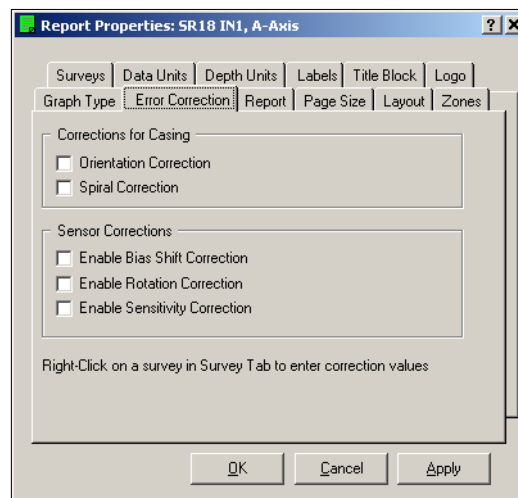 Report Properties: SR18 IN1, A-Axis
Surveys Data Units Depth Units Labels Title Block Logo
Graph Type Error Correction Report Page Size Layout Zones
Corrections for Casing
Orientation Correction
Spiral Correction
Sensor Corrections
Enable Bias Shift Correction
Enable Rotation Correction
Enable Sensitivity Correction
Right-Click on a survey in Survey Tab to enter correction values
OK Cancel Apply